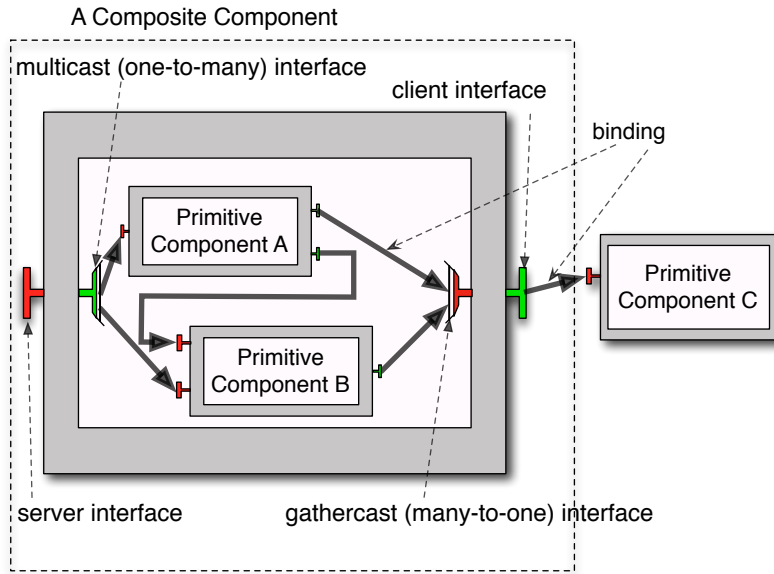 A Composite Component
multicast (one-to-many) interface
client interface
binding
Primitive
Component A
Primitive
Component C
Primitive
Component B
server interface
gathercast (many-to-one) interface